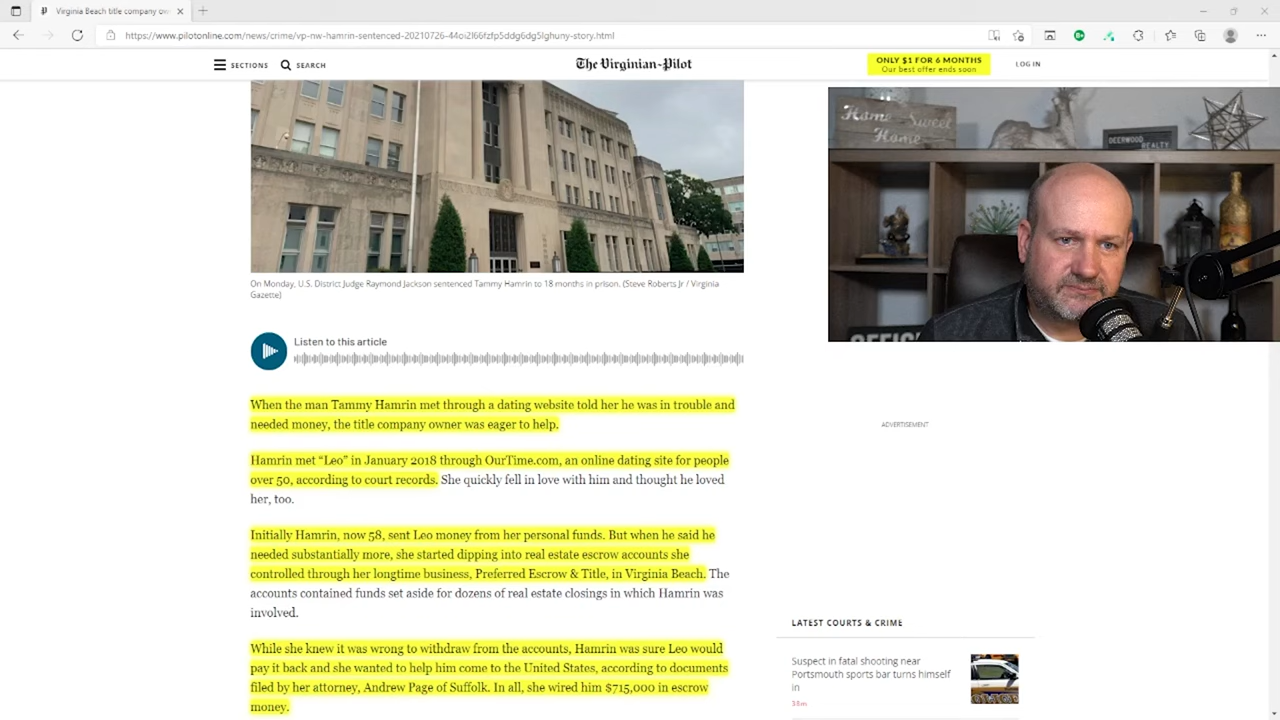 Virginia Beach title company ow
https://www.pilotonline.com/news/crime/vp-nw-hamrin-sentenced-20210726-44oi2l66fzfp5ddg6dg5lghuny-story.html
SECTIONS
SEARCH
The Virginian-Pilot
ONLY $1 FOR 6 MONTHS
Our best offer ends soon
LOG IN
Home Sweet
Home
DEERWOOD
REALTY
On Monday, U.S. District Judge Raymond Jackson sentenced Tammy Hamrin to 18 months in prison. (Steve Roberts Jr / Virginia
Gazette)
Listen to this article
When the man Tammy Hamrin met through a dating website told her he was in trouble and
needed money, the title company owner was eager to help.
Hamrin met “Leo” in January 2018 through OurTime.com, an online dating site for people
over 50, according to court records. She quickly fell in love with him and thought he loved
her, too.
Initially Hamrin, now 58, sent Leo money from her personal funds. But when he said he
needed substantially more, she started dipping into real estate escrow accounts she
controlled through her longtime business, Preferred Escrow & Title, in Virginia Beach. The
accounts contained funds set aside for dozens of real estate closings in which Hamrin was
involved.
While she knew it was wrong to withdraw from the accounts, Hamrin was sure Leo would
pay it back and she wanted to help him come to the United States, according to documents
filed by her attorney, Andrew Page of Suffolk. In all, she wired him $715,000 in escrow
money.
ADVERTISEMENT
LATEST COURTS & CRIME
Suspect in fatal shooting near
Portsmouth sports bar turns himself
in
38m